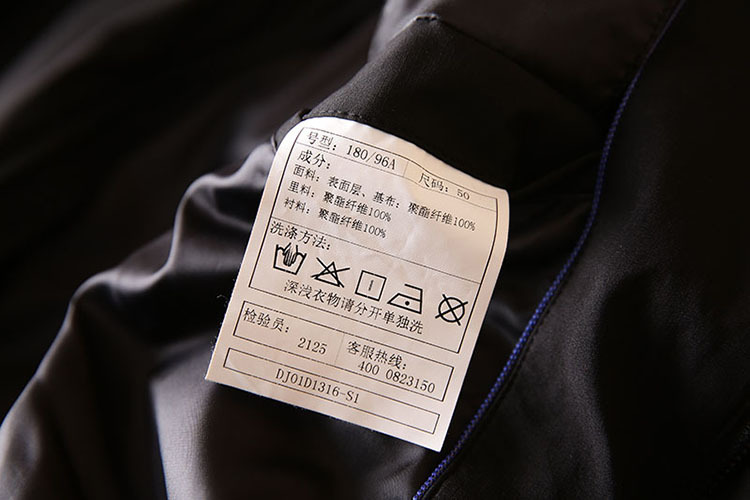 号型: 180/96A 尺码: 50
成分:
面料: 表面层、基布: 聚酯纤维100%
里料: 聚酯纤维100%
衬料: 聚酯纤维100%
洗涤方法:
深浅衣物请分开单独洗
检验员: 2125
客服热线: 400 0823150
DJ01D1316-S1